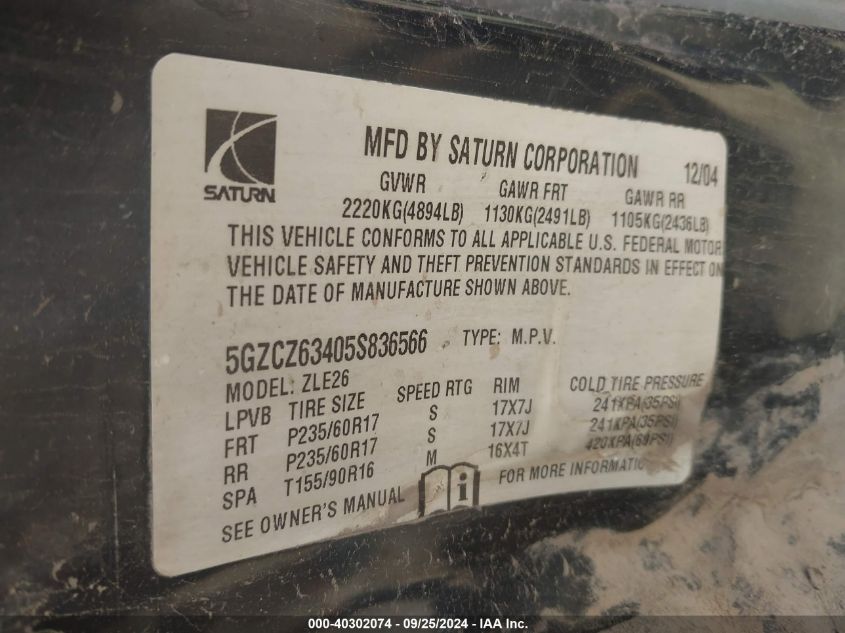 SATURN
MFD BY SATURN CORPORATION 12/04
GVWR GAWR FRT GAWR RR
2220KG(4894LB) 1130KG(2491LB) 1105KG(2436LB)
THIS VEHICLE CONFORMS TO ALL APPLICABLE U.S. FEDERAL MOTOR
VEHICLE SAFETY AND THEFT PREVENTION STANDARDS IN EFFECT ON
THE DATE OF MANUFACTURE SHOWN ABOVE.
5GZCZ63405S836566 TYPE: M.P.V.
MODEL: ZLE26
LPVB TIRE SIZE SPEED RTG RIM COLD TIRE PRESSURE
FRT P235/60R17 S 17X7J 241KPA(35PSI)
RR P235/60R17 S 17X7J 241KPA(35PSI)
SPA T155/90R16 M 16X4T 420KPA(60PSI)
SEE OWNER'S MANUAL i FOR MORE INFORMATIO
000-40302074 - 09/25/2024 - IAA Inc.